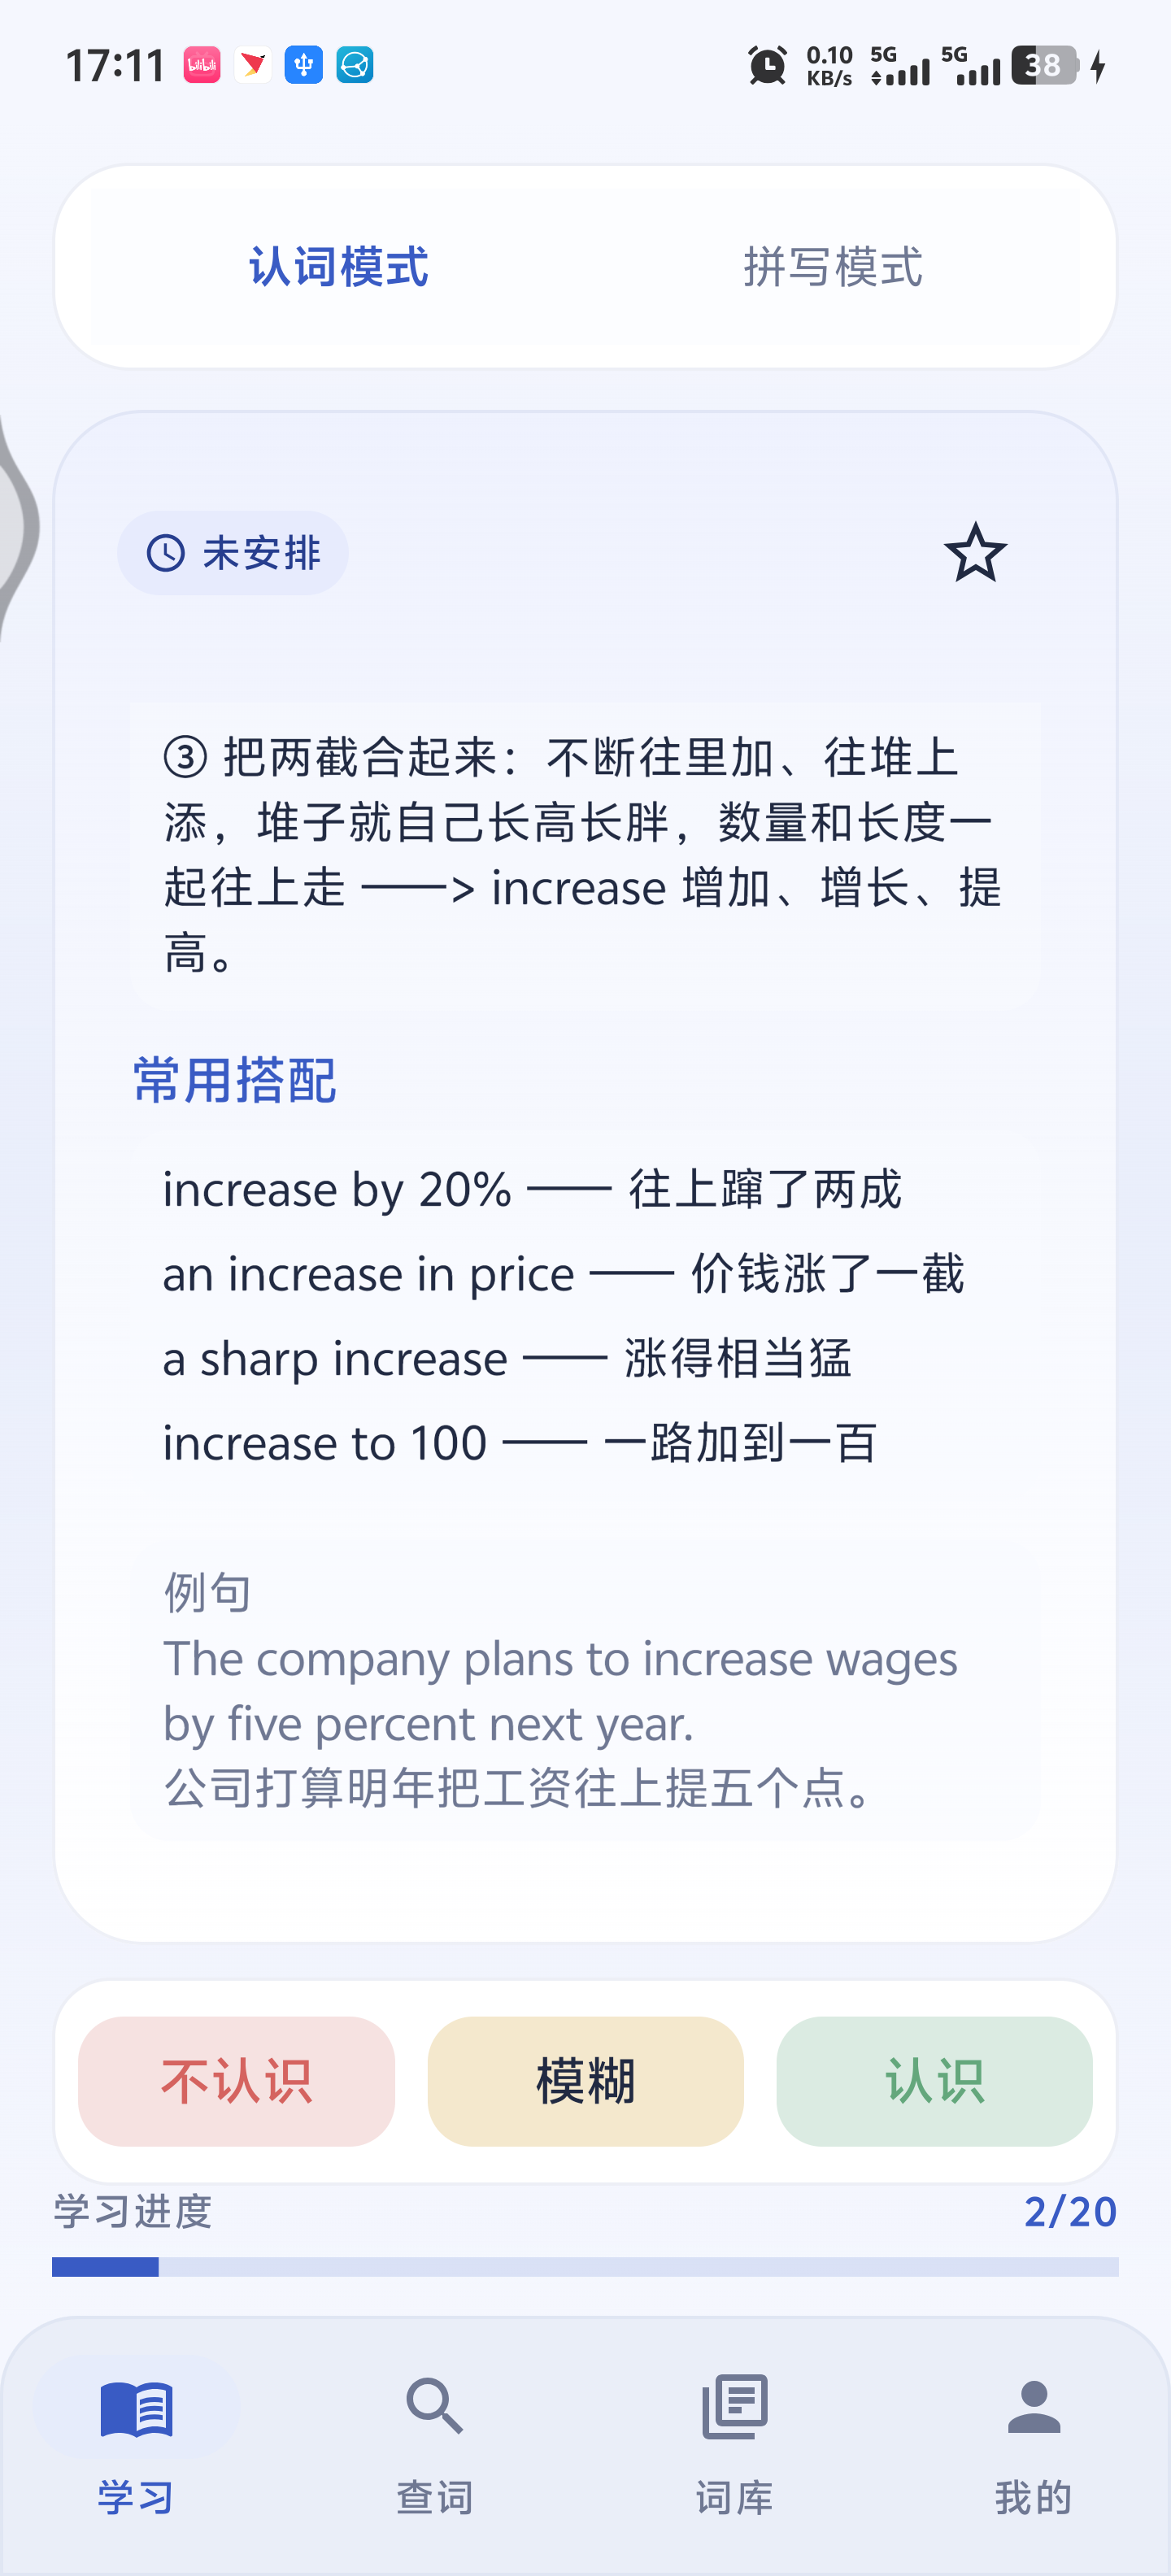 17:11
bilibili
0.10 KB/s 5G 5G 38
认词模式 拼写模式
未安排
③ 把两截合起来：不断往里加、往堆上
添，堆子就自己长高长胖，数量和长度一
起往上走 ——> increase 增加、增长、提
高。
常用搭配
increase by 20% —— 往上蹿了两成
an increase in price —— 价钱涨了一截
a sharp increase —— 涨得相当猛
increase to 100 —— 一路加到一百
例句
The company plans to increase wages
by five percent next year.
公司打算明年把工资往上提五个点。
不认识 模糊 认识
学习进度 2/20
学习 查词 词库 我的